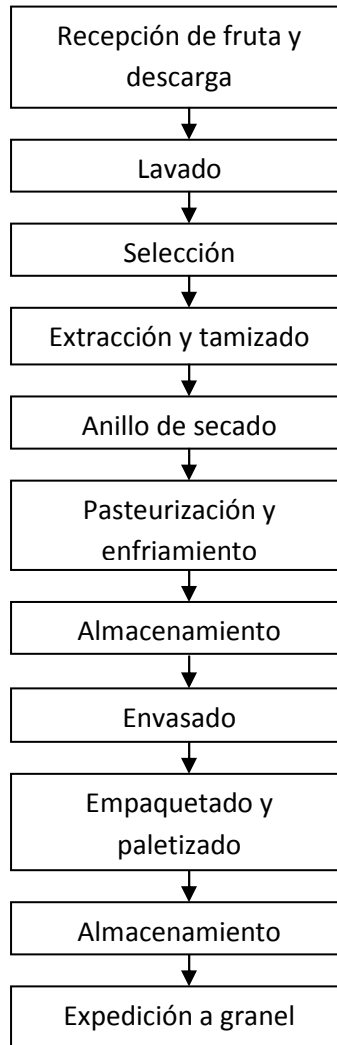 Recepción de fruta y
descarga
Lavado
Selección
Extracción y tamizado
Anillo de secado
Pasteurización y
enfriamiento
Almacenamiento
Envasado
Empaquetado y
paletizado
Almacenamiento
Expedición a granel